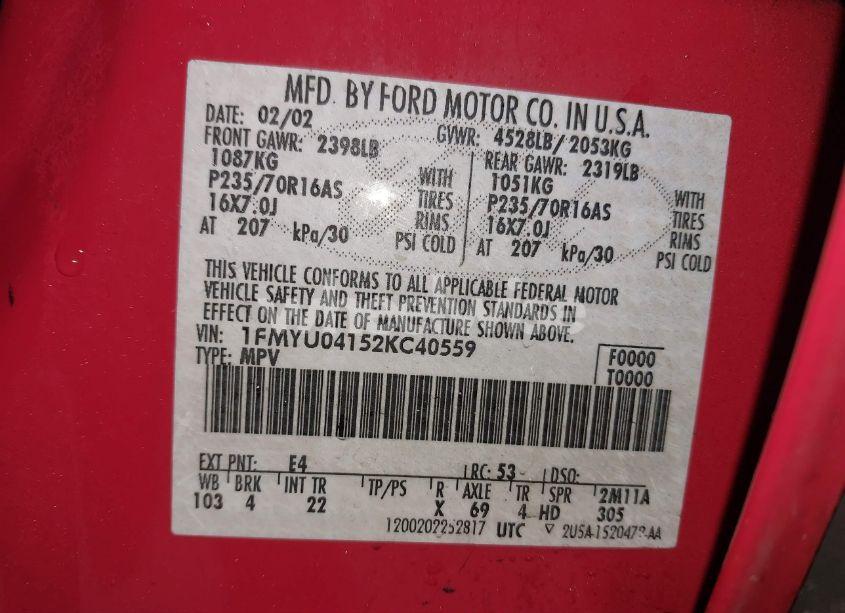 MFD. BY FORD MOTOR CO. IN U.S.A.
DATE: 02/02 GVWR: 4528LB/2053KG
FRONT GAWR: 2398LB REAR GAWR: 2319LB
1087KG WITH 1051KG WITH
P235/70R16AS TIRES P235/70R16AS TIRES
16X7.0J RIMS 16X7.0J RIMS
AT 207 kPa/30 PSI COLD AT 207 kPa/30 PSI COLD
THIS VEHICLE CONFORMS TO ALL APPLICABLE FEDERAL MOTOR
VEHICLE SAFETY AND THEFT PREVENTION STANDARDS IN
EFFECT ON THE DATE OF MANUFACTURE SHOWN ABOVE.
VIN: 1FMYU04152KC40559 F0000
TYPE: MPV T0000
EXT PNT: E4 RC: 53 DSO:
WB BRK INT TR TP/PS R AXLE TR SPR 2M11A
103 4 22 X 69 4 HD 305
1200202252817 UTC 2U5A-1520472-AA